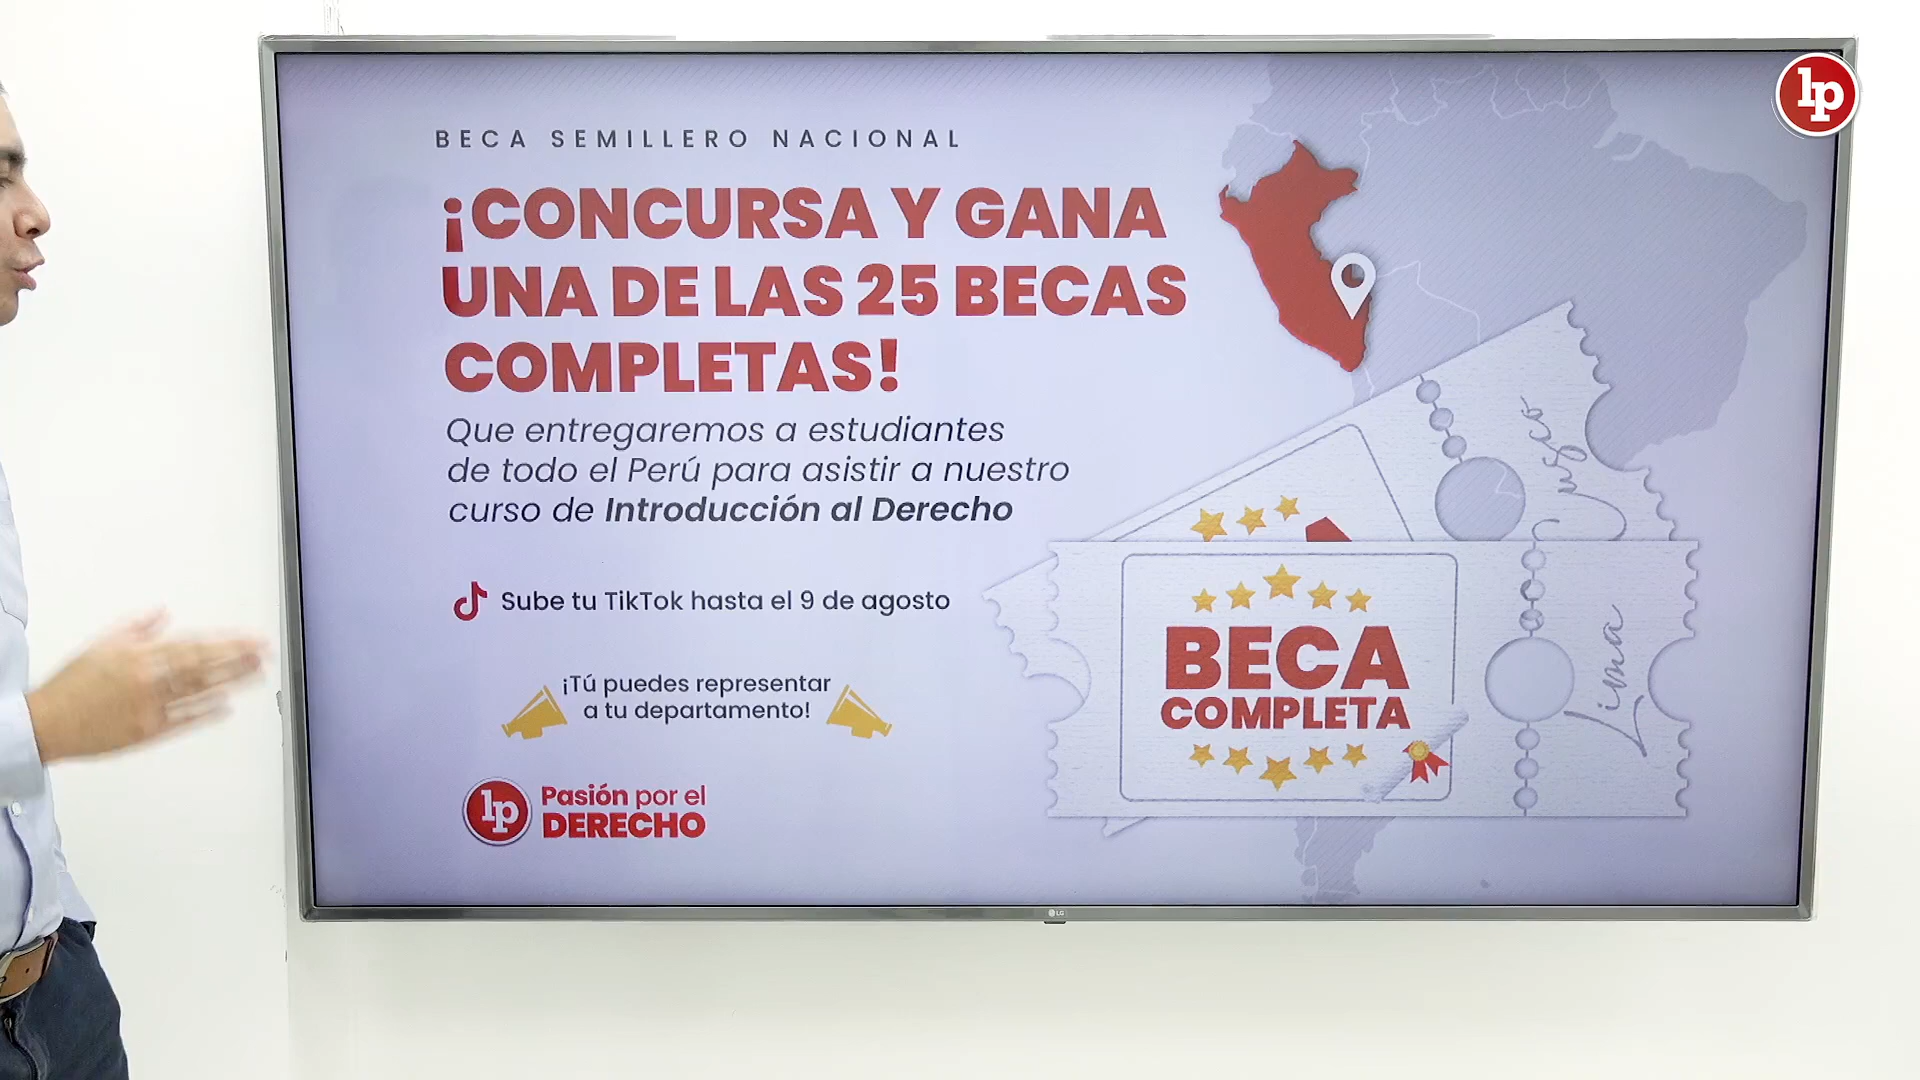 lp
BECA SEMILLERO NACIONAL
¡CONCURSA Y GANA
UNA DE LAS 25 BECAS
COMPLETAS!
Que entregaremos a estudiantes
de todo el Perú para asistir a nuestro
curso de Introducción al Derecho
Sube tu TikTok hasta el 9 de agosto
¡Tú puedes representar
a tu departamento!
lp Pasión por el
DERECHO
BECA
COMPLETA
Lima
Cusco
LG